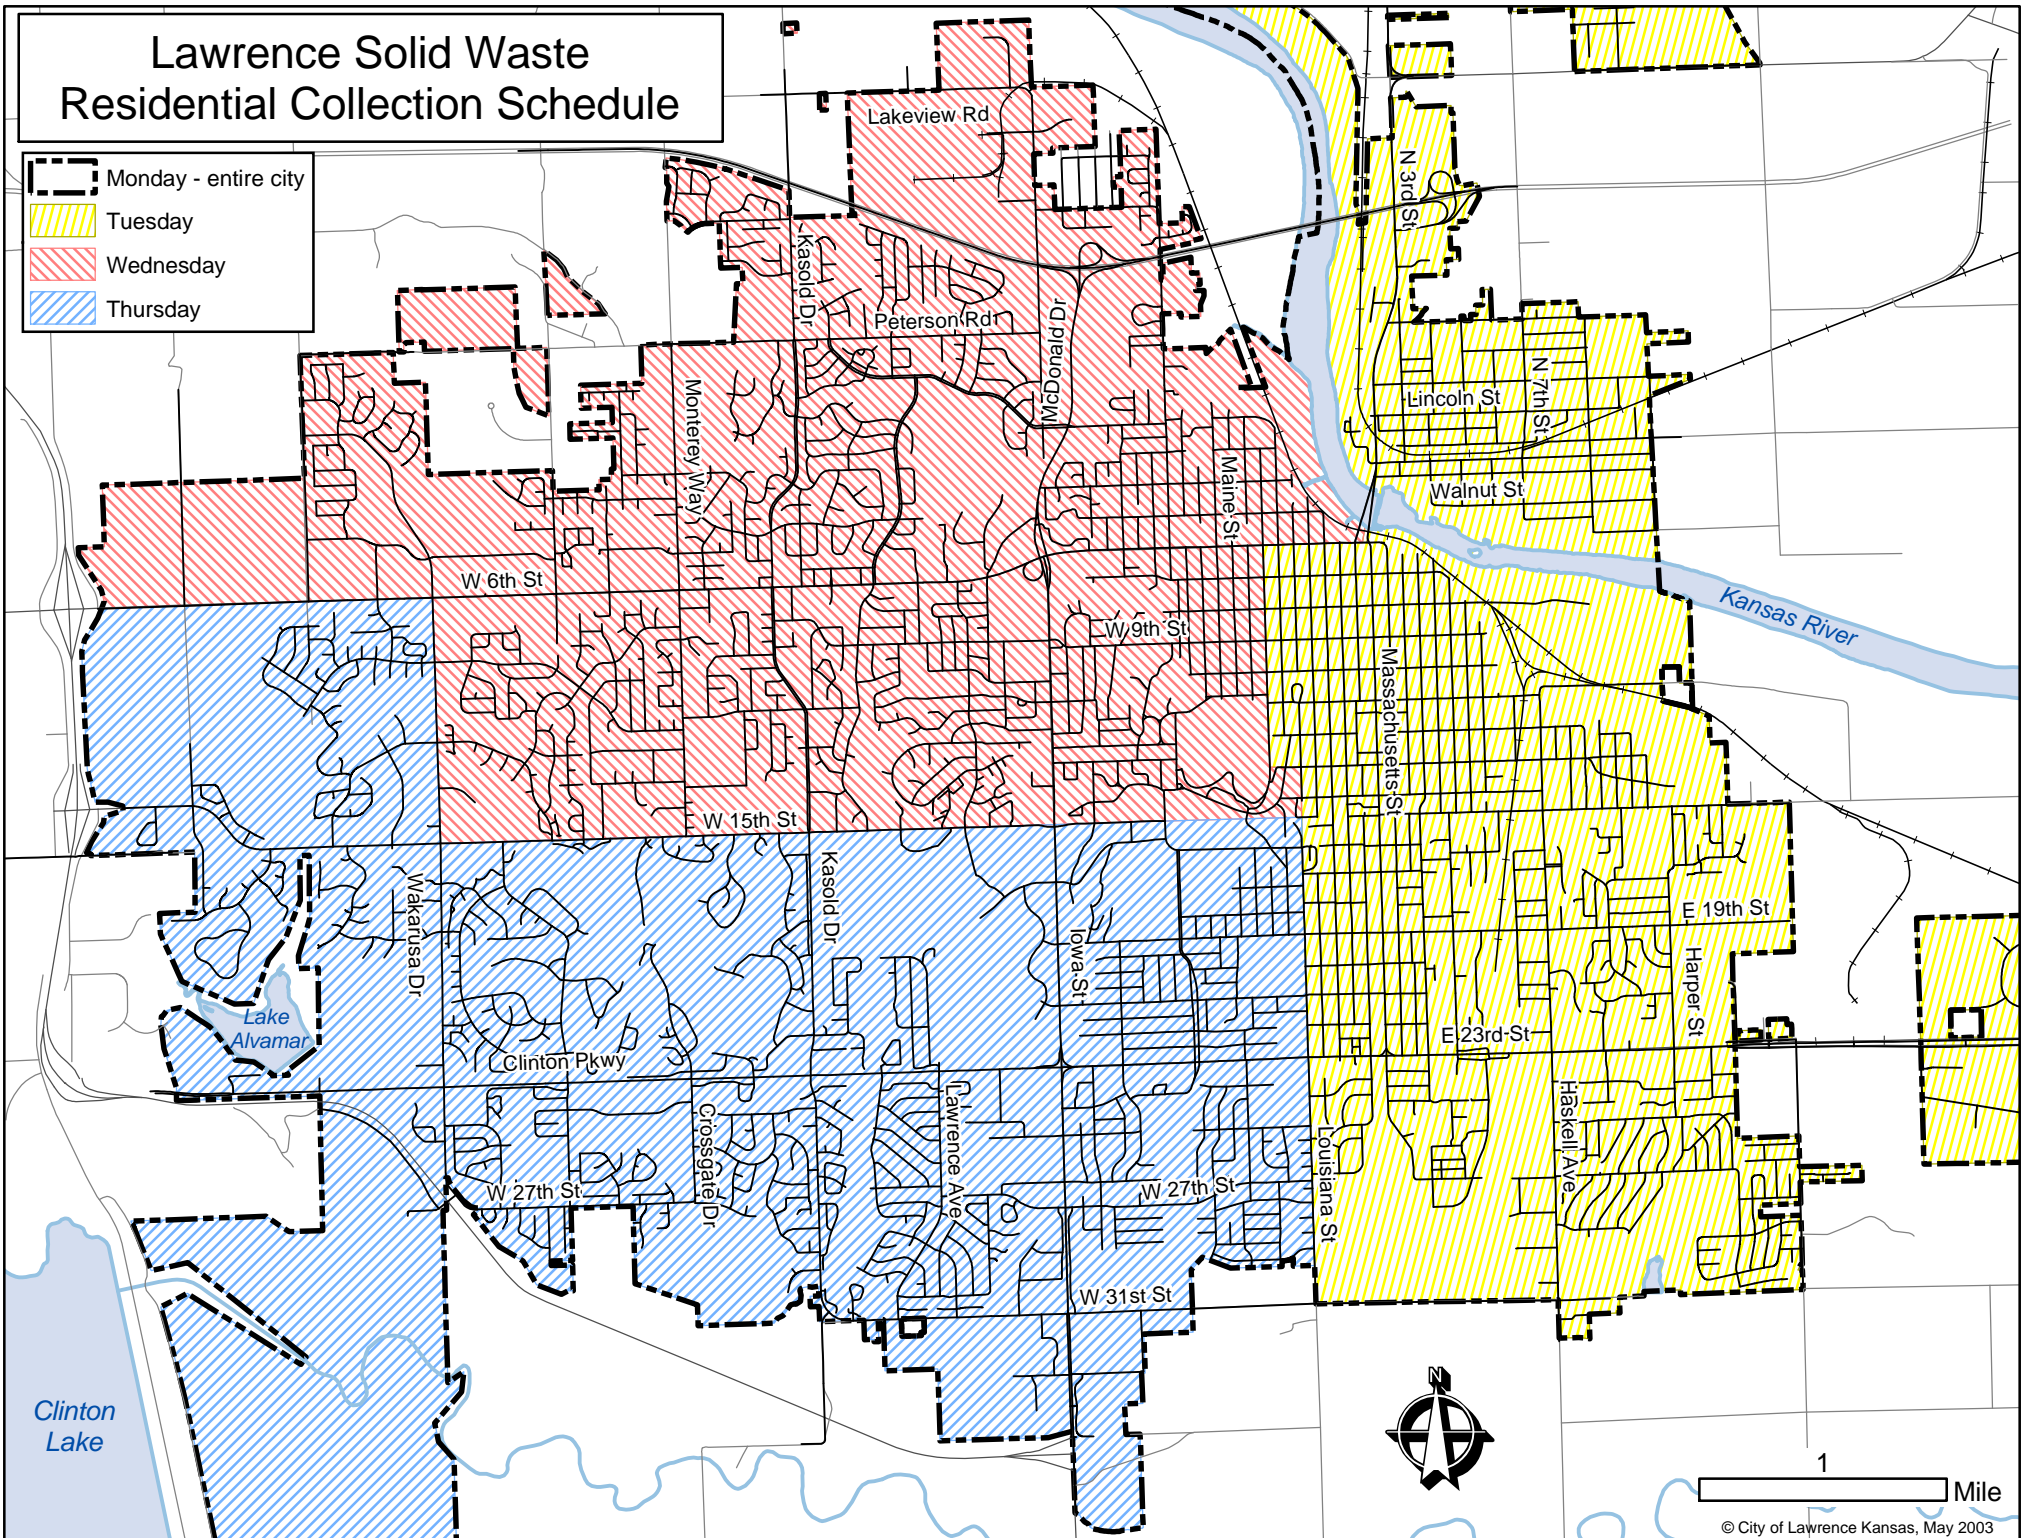 Lawrence Solid Waste
Residential Collection Schedule
Monday - entire city
Tuesday
Wednesday
Thursday
Lakeview Rd
N 3rd St
Kasold Dr
Peterson Rd
McDonald Dr
Monterey Way
Lincoln St
N 7th St
Maine St
Walnut St
W 6th St
Kansas River
W 9th St
Massachusetts St
W 15th St
Kasold Dr
Wakarusa Dr
Iowa St
E 19th St
Harper St
Lake
Alvamar
E 23rd St
Clinton Pkwy
Lawrence Ave
Crossgate Dr
Haskell Ave
Louisiana St
W 27th St
W 27th St
W 31st St
Clinton
Lake
N
1
Mile
© City of Lawrence Kansas, May 2003